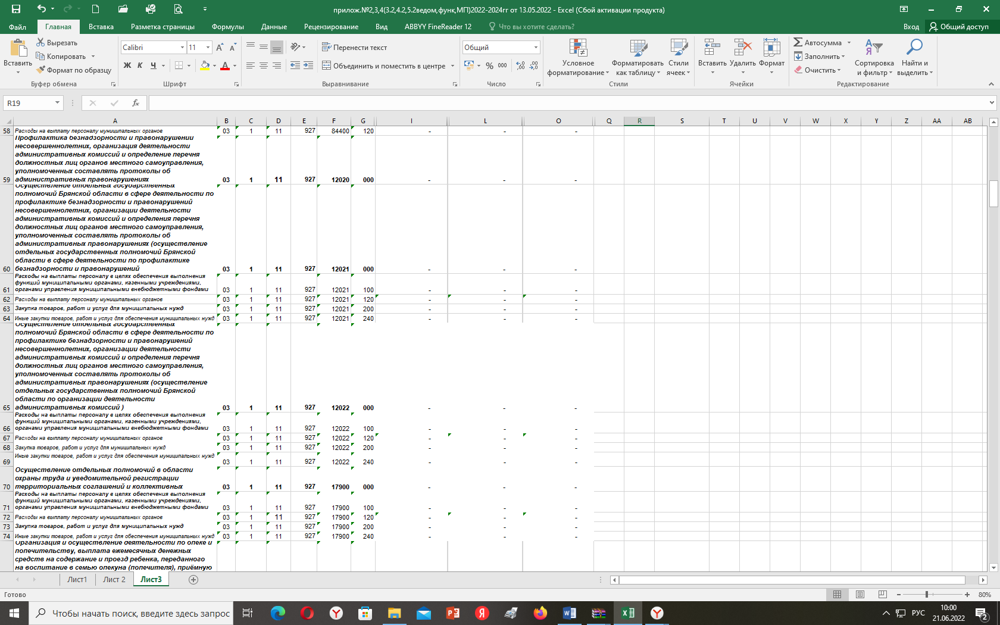 прилож.№2,3,4(3.2,4.2,5.2ведом,функ,МП)2022-2024гг от 13.05.2022 - Excel (Сбой активации продукта)
Файл Главная Вставка Разметка страницы Формулы Данные Рецензирование Вид ABBYY FineReader 12 Что вы хотите сделать? Вход Общий доступ
Вставить
Вырезать
Копировать
Формат по образцу
Буфер обмена
Calibri 11
Ж К Ч
Шрифт
Перенести текст
Объединить и поместить в центре
Выравнивание
Общий
% 000
Число
Условное форматирование
Форматировать как таблицу
Стили ячеек
Стили
Вставить Удалить Формат
Ячейки
Автосумма
Заполнить
Очистить
Сортировка и фильтр
Найти и выделить
Редактирование
R19 fx
A B C D E F G I L O Q R S T U V W X Y Z AA AB
58 Расходы на выплату персоналу муниципальных органов 03 1 11 927 84400 120 - - -
Профилактика безнадзорности и правонарушений
несовершеннолетних, организация деятельности
административных комиссий и определение перечня
должностных лиц органов местного самоуправления,
уполномоченных составлять протоколы об
59 административных правонарушениях 03 1 11 927 12020 000 - - -
Осуществление отдельных государственных
полномочий Брянской области в сфере деятельности по
профилактике безнадзорности и правонарушений
несовершеннолетних, организации деятельности
административных комиссий и определения перечня
должностных лиц органов местного самоуправления,
уполномоченных составлять протоколы об
административных правонарушениях (осуществление
отдельных государственных полномочий Брянской
области в сфере деятельности по профилактике
60 безнадзорности и правонарушений 03 1 11 927 12021 000 - - -
Расходы на выплаты персоналу в целях обеспечения выполнения
функций муниципальными органами, казенными учреждениями,
61 органами управления муниципальными внебюджетными фондами 03 1 11 927 12021 100 - - -
62 Расходы на выплату персоналу муниципальных органов 03 1 11 927 12021 120 - - -
63 Закупка товаров, работ и услуг для муниципальных нужд 03 1 11 927 12021 200 - - -
64 Иные закупки товаров, работ и услуг для обеспечения муниципальных нужд 03 1 11 927 12021 240 - - -
Осуществление отдельных государственных
полномочий Брянской области в сфере деятельности по
профилактике безнадзорности и правонарушений
несовершеннолетних, организации деятельности
административных комиссий и определения перечня
должностных лиц органов местного самоуправления,
уполномоченных составлять протоколы об
административных правонарушениях (осуществление
отдельных государственных полномочий Брянской
области по организации деятельности
65 административных комиссий ) 03 1 11 927 12022 000 - - -
Расходы на выплаты персоналу в целях обеспечения выполнения
функций муниципальными органами, казенными учреждениями,
66 органами управления муниципальными внебюджетными фондами 03 1 11 927 12022 100 - - -
67 Расходы на выплату персоналу муниципальных органов 03 1 11 927 12022 120 - - -
68 Закупка товаров, работ и услуг для муниципальных нужд 03 1 11 927 12022 200 - - -
Иные закупки товаров, работ и услуг для обеспечения муниципальных нужд
69 03 1 11 927 12022 240 - - -
Осуществление отдельных полномочий в области
охраны труда и уведомительной регистрации
70 территориальных соглашений и коллективных 03 1 11 927 17900 000 - - -
Расходы на выплаты персоналу в целях обеспечения выполнения
функций муниципальными органами, казенными учреждениями,
71 органами управления муниципальными внебюджетными фондами 03 1 11 927 17900 100 - - -
72 Расходы на выплату персоналу муниципальных органов 03 1 11 927 17900 120 - - -
73 Закупка товаров, работ и услуг для муниципальных нужд 03 1 11 927 17900 200 - - -
74 Иные закупки товаров, работ и услуг для обеспечения муниципальных нужд 03 1 11 927 17900 240 - - -
Организация и осуществление деятельности по опеке и
попечительству, выплата ежемесячных денежных
средств на содержание и проезд ребенка, переданного
на воспитание в семью опекуна (попечителя), приёмную
Лист1 Лист 2 Лист3
Готово 80%
Чтобы начать поиск, введите здесь запрос
РУС
10:00
21.06.2022
2